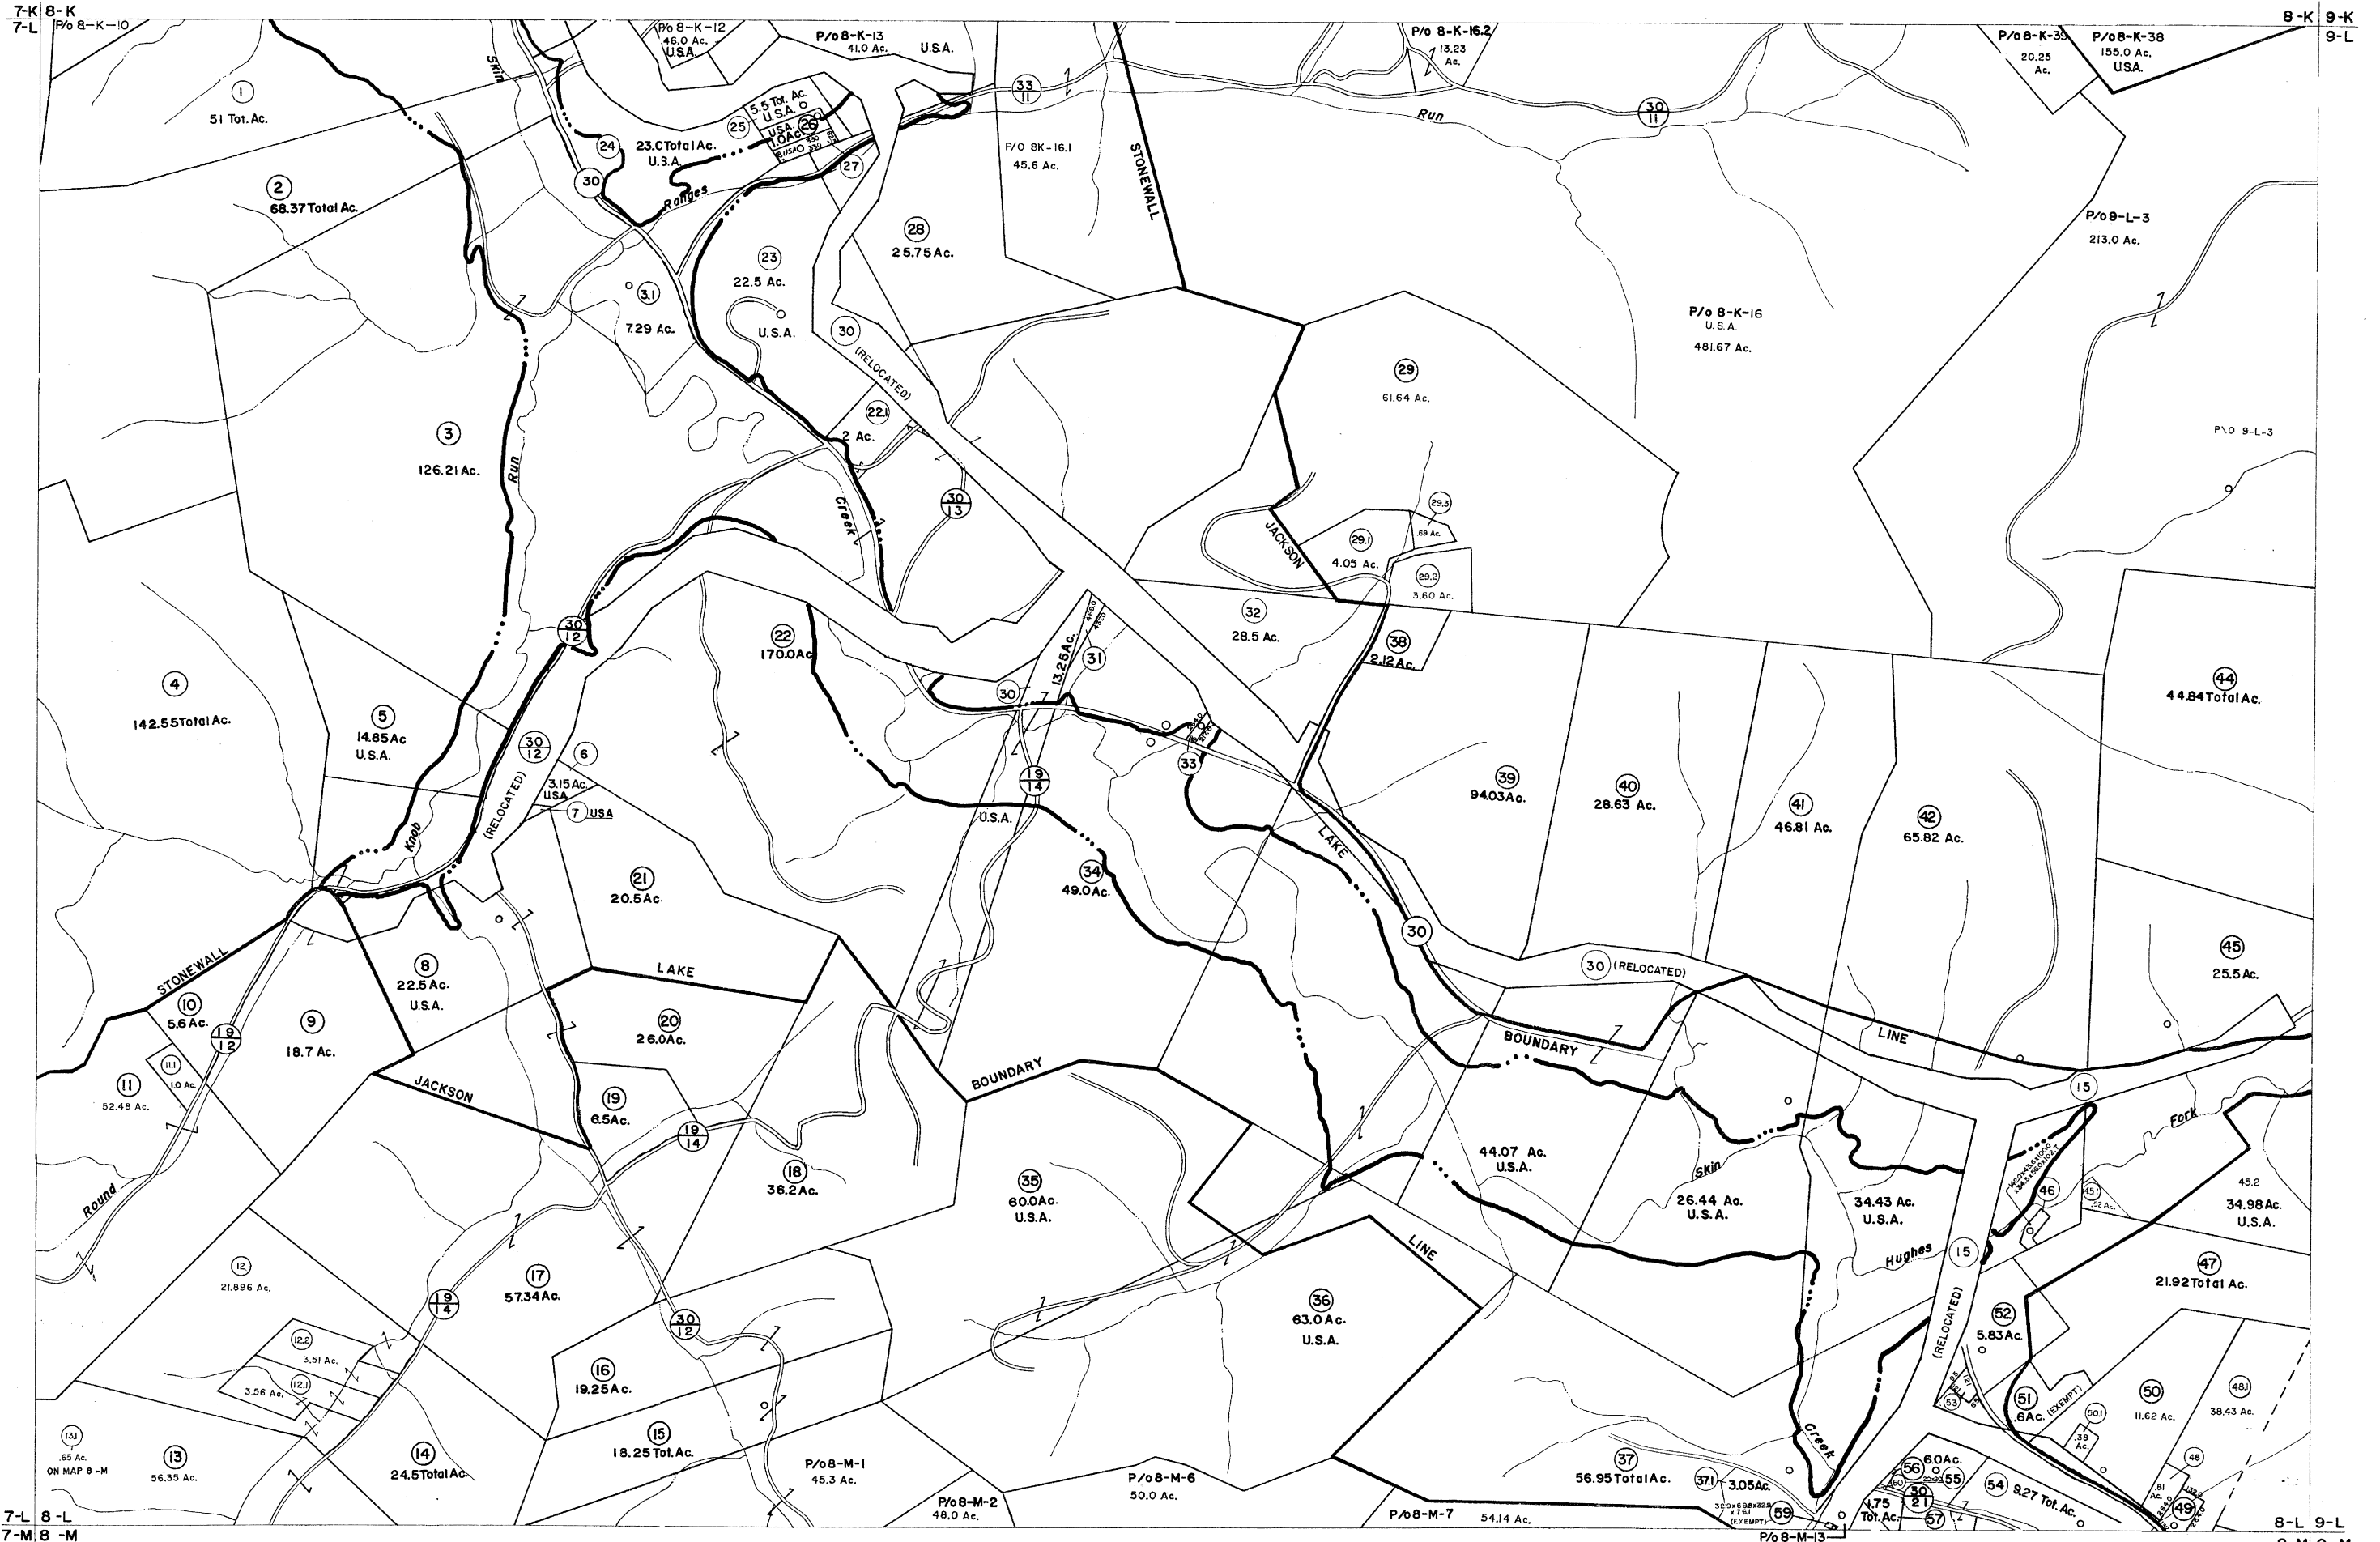 7-K 8-K
7-L
P/o 8-K-10
P/o 8-K-12
46.0 Ac.
U.S.A.
P/o 8-K-13
41.0 Ac.
U.S.A.
P/o 8-K-16.2
13.23
Ac.
P/o 8-K-39
20.25
Ac.
P/o 8-K-38
155.0 Ac.
U.S.A.
8-K 9-K
9-L
1
51 Tot. Ac.
Skin
5.5 Tot. Ac.
U.S.A.
25
U.S.A.
1.0 Ac.
26
33
11
30
11
Run
24
23.0 Total Ac.
U.S.A.
27
P/O 8K-16.1
45.6 Ac.
STONEWALL
2
68.37 Total Ac.
30
Ranges
P/o 9-L-3
213.0 Ac.
28
25.75 Ac.
23
22.5 Ac.
U.S.A.
3.1
7.29 Ac.
30
(RELOCATED)
P/o 8-K-16
U.S.A.
481.67 Ac.
29
61.64 Ac.
22.1
2 Ac.
P\O 9-L-3
3
126.21 Ac.
Run
Creek
30
13
JACKSON
29.3
.69 Ac.
29.1
4.05 Ac.
29.2
3.60 Ac.
30
12
22
170.0 Ac.
13.25 Ac.
31
32
28.5 Ac.
38
2.12 Ac.
44
44.84 Total Ac.
4
142.55 Total Ac.
5
14.85 Ac
U.S.A.
30
12
(RELOCATED)
6
3.15 Ac.
USA
7
USA
30
33
19
14
U.S.A.
39
94.03 Ac.
40
28.63 Ac.
41
46.81 Ac.
42
65.82 Ac.
Knob
LAKE
21
20.5 Ac.
34
49.0 Ac.
30
30
(RELOCATED)
45
25.5 Ac.
STONEWALL
8
22.5 Ac.
U.S.A.
LAKE
10
5.6 Ac.
19
12
9
18.7 Ac.
20
26.0 Ac.
BOUNDARY
BOUNDARY
LINE
11.1
1.0 Ac.
11
52.48 Ac.
JACKSON
19
6.5 Ac.
19
14
15
Fork
18
36.2 Ac.
35
60.0 Ac.
U.S.A.
44.07 Ac.
U.S.A.
Skin
26.44 Ac.
U.S.A.
34.43 Ac.
U.S.A.
46
45.1
.52 Ac.
45.2
34.98 Ac.
U.S.A.
Round
LINE
Hughes
15
(RELOCATED)
47
21.92 Total Ac.
12
21.896 Ac.
17
57.34 Ac.
19
14
36
63.0 Ac.
U.S.A.
52
5.83 Ac.
30
12
12.2
3.51 Ac.
12.1
3.56 Ac.
16
19.25 Ac.
53
51
.6 Ac.
(EXEMPT)
50
11.62 Ac.
50.1
.38
Ac.
48.1
38.43 Ac.
13.1
.65 Ac.
ON MAP 8-M
13
56.35 Ac.
14
24.5 Total Ac.
15
18.25 Tot. Ac.
P/o 8-M-1
45.3 Ac.
P/o 8-M-2
48.0 Ac.
P/o 8-M-6
50.0 Ac.
P/o 8-M-7
54.14 Ac.
Creek
37
56.95 Total Ac.
37.1
3.05 Ac.
(EXEMPT)
59
P/o 8-M-13
56
6.0 Ac.
55
30
21
1.75
Tot. Ac.
57
54
9.27 Tot. Ac.
48
.81
Ac.
49
7-L 8-L
7-M 8-M
8-L 9-L